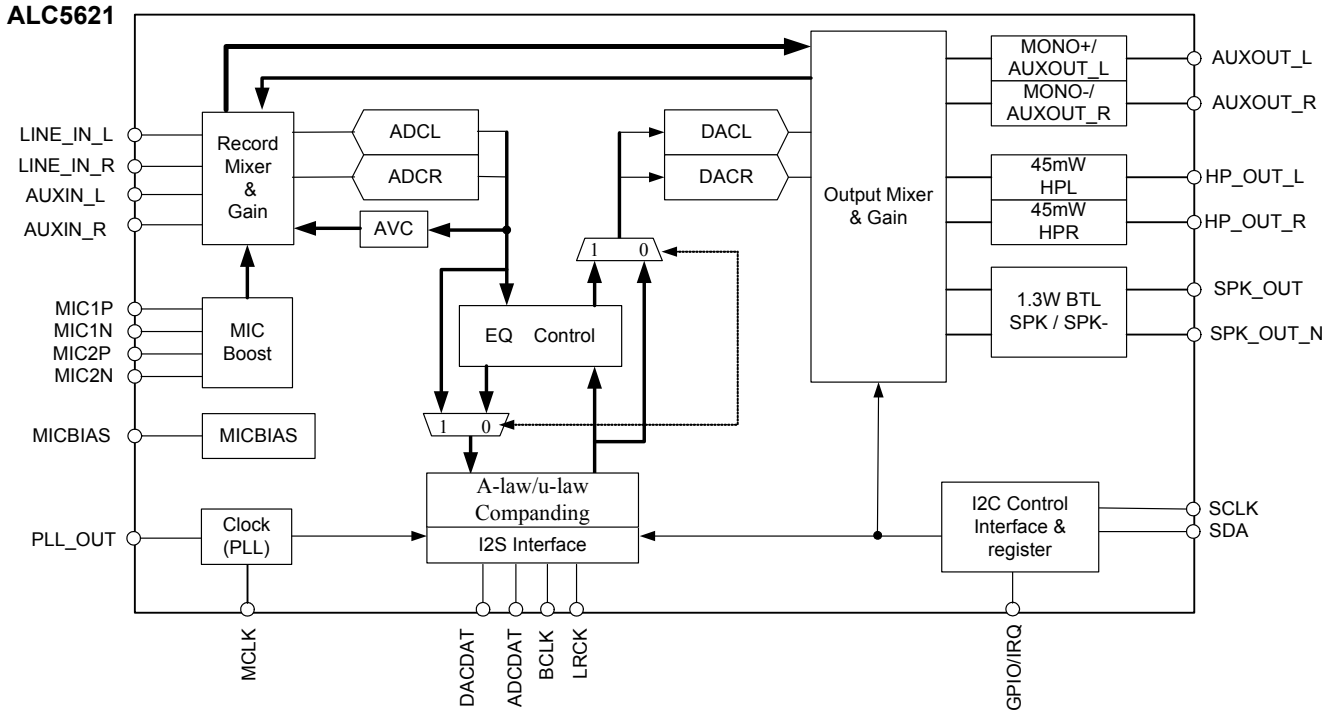 ALC5621
LINE_IN_L
LINE_IN_R
AUXIN_L
AUXIN_R
MIC1P
MIC1N
MIC2P
MIC2N
MICBIAS
PLL_OUT
Record
Mixer
&
Gain
MIC
Boost
MICBIAS
Clock
(PLL)
MCLK
ADCL
ADCR
AVC
EQ Control
1 0
1 0
A-law/u-law
Companding
I2S Interface
DACDAT
ADCDAT
BCLK
LRCK
DACL
DACR
Output Mixer
& Gain
MONO+/
AUXOUT_L
MONO-/
AUXOUT_R
45mW
HPL
45mW
HPR
1.3W BTL
SPK / SPK-
I2C Control
Interface &
register
AUXOUT_L
AUXOUT_R
HP_OUT_L
HP_OUT_R
SPK_OUT
SPK_OUT_N
SCLK
SDA
GPIO/IRQ